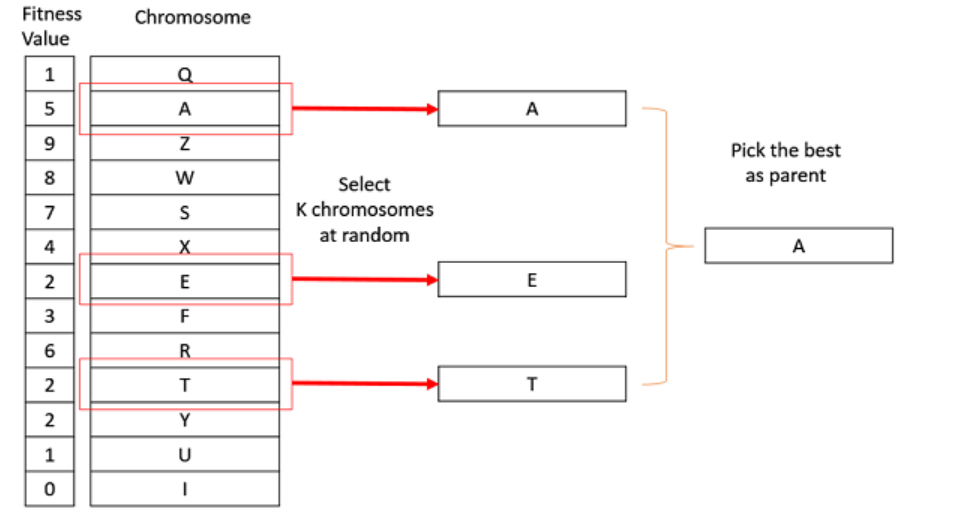 Fitness
Value
Chromosome
1 Q
5 A
9 Z
8 W
7 S
4 X
2 E
3 F
6 R
2 T
2 Y
1 U
0 I
Select
K chromosomes
at random
A
E
T
Pick the best
as parent
A